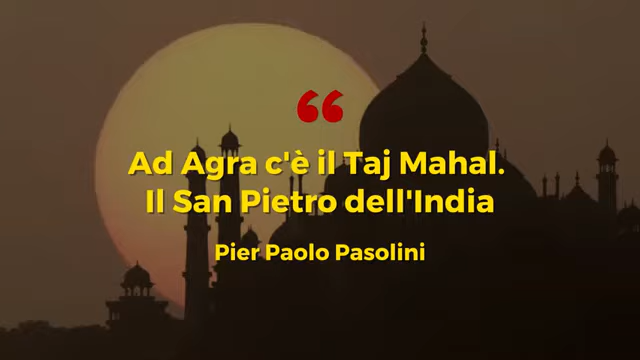 “
Ad Agra c'è il Taj Mahal.
Il San Pietro dell'India
Pier Paolo Pasolini